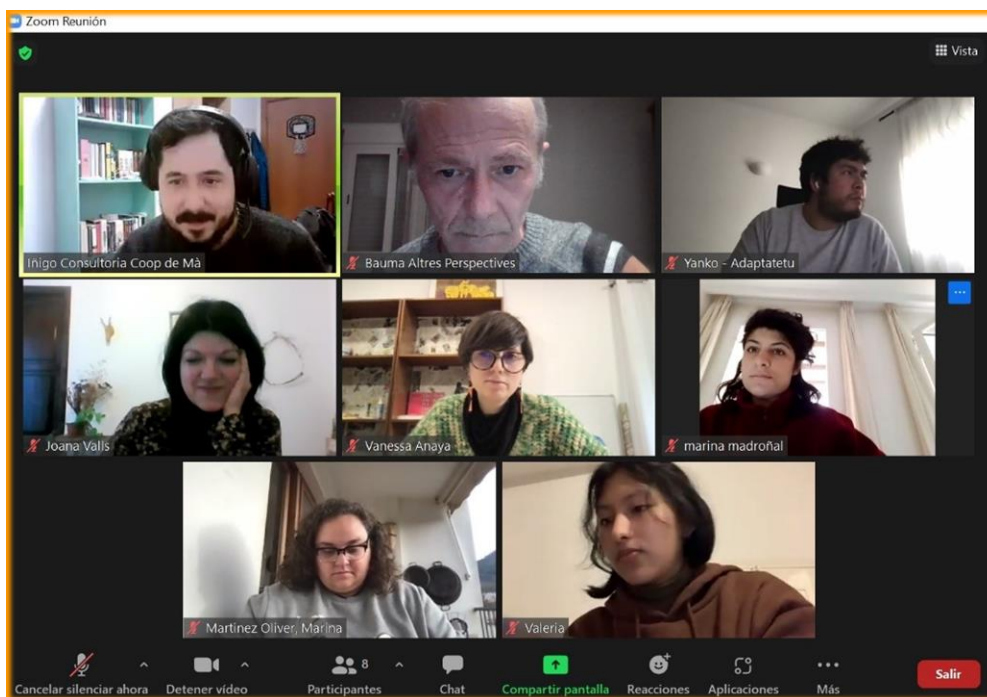 Zoom Reunión
Vista
Iñigo Consultoria Coop de Mà
Bauma Altres Perspectives
Yanko - Adaptatetu
Joana Valls
Vanessa Anaya
marina madroñal
Martinez Oliver, Marina
Valeria
8
Cancelar silenciar ahora
Detener vídeo
Participantes
Chat
Compartir pantalla
Reacciones
Aplicaciones
Más
Salir